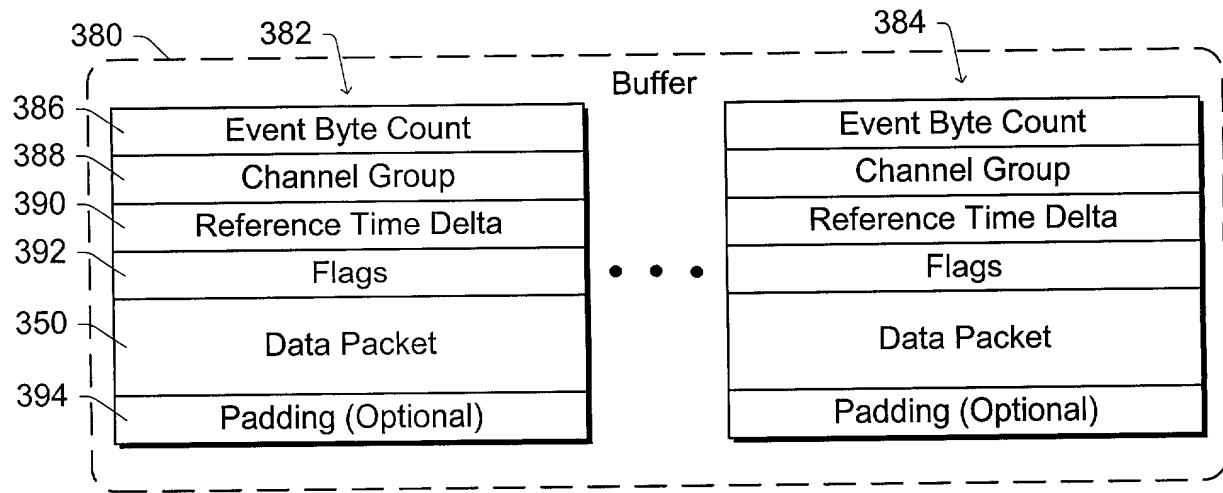 380
382
384
Buffer
386
Event Byte Count
388
Channel Group
390
Reference Time Delta
392
Flags
350
Data Packet
394
Padding (Optional)
Event Byte Count
Channel Group
Reference Time Delta
Flags
Data Packet
Padding (Optional)